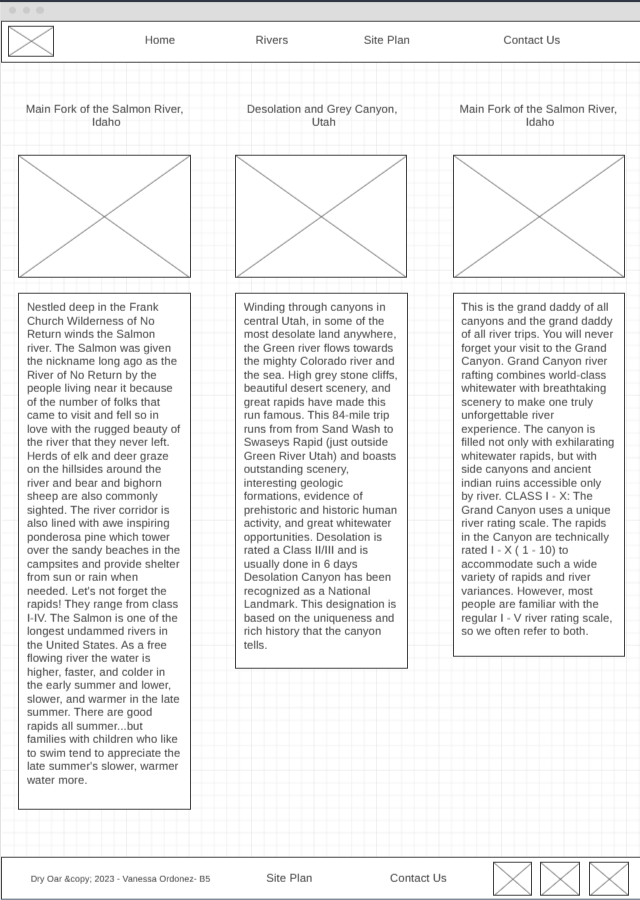 Home Rivers Site Plan Contact Us
Main Fork of the Salmon River,
Idaho
Desolation and Grey Canyon,
Utah
Main Fork of the Salmon River,
Idaho
Nestled deep in the Frank
Church Wilderness of No
Return winds the Salmon
river. The Salmon was given
the nickname long ago as the
River of No Return by the
people living near it because
of the number of folks that
came to visit and fell so in
love with the rugged beauty of
the river that they never left.
Herds of elk and deer graze
on the hillsides around the
river and bear and bighorn
sheep are also commonly
sighted. The river corridor is
also lined with awe inspiring
ponderosa pine which tower
over the sandy beaches in the
campsites and provide shelter
from sun or rain when
needed. Let's not forget the
rapids! They range from class
I-IV. The Salmon is one of the
longest undammed rivers in
the United States. As a free
flowing river the water is
higher, faster, and colder in
the early summer and lower,
slower, and warmer in the late
summer. There are good
rapids all summer...but
families with children who like
to swim tend to appreciate the
late summer's slower, warmer
water more.
Winding through canyons in
central Utah, in some of the
most desolate land anywhere,
the Green river flows towards
the mighty Colorado river and
the sea. High grey stone cliffs,
beautiful desert scenery, and
great rapids have made this
run famous. This 84-mile trip
runs from from Sand Wash to
Swaseys Rapid (just outside
Green River Utah) and boasts
outstanding scenery,
interesting geologic
formations, evidence of
prehistoric and historic human
activity, and great whitewater
opportunities. Desolation is
rated a Class II/III and is
usually done in 6 days
Desolation Canyon has been
recognized as a National
Landmark. This designation is
based on the uniqueness and
rich history that the canyon
tells.
This is the grand daddy of all
canyons and the grand daddy
of all river trips. You will never
forget your visit to the Grand
Canyon. Grand Canyon river
rafting combines world-class
whitewater with breathtaking
scenery to make one truly
unforgettable river
experience. The canyon is
filled not only with exhilarating
whitewater rapids, but with
side canyons and ancient
indian ruins accessible only
by river. CLASS I - X: The
Grand Canyon uses a unique
river rating scale. The rapids
in the Canyon are technically
rated I - X ( 1 - 10) to
accommodate such a wide
variety of rapids and river
variances. However, most
people are familiar with the
regular I - V river rating scale,
so we often refer to both.
Dry Oar &copy; 2023 - Vanessa Ordonez- B5 Site Plan Contact Us